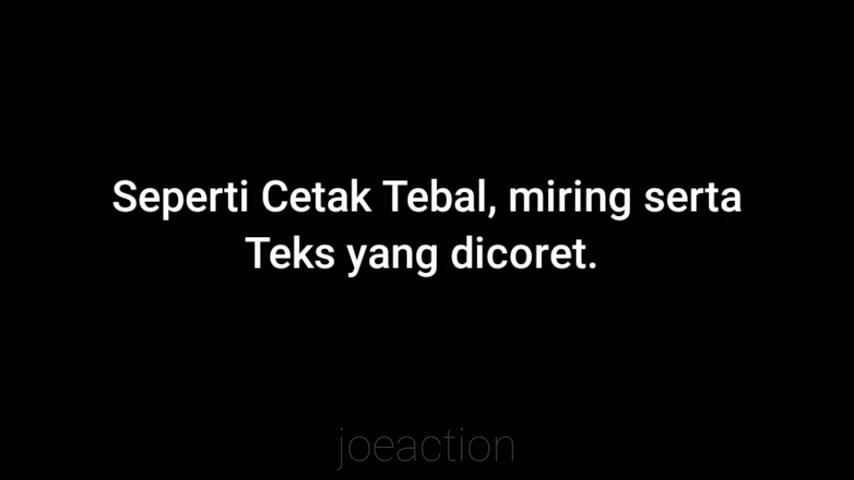 Seperti Cetak Tebal, miring serta
Teks yang dicoret.
joeaction